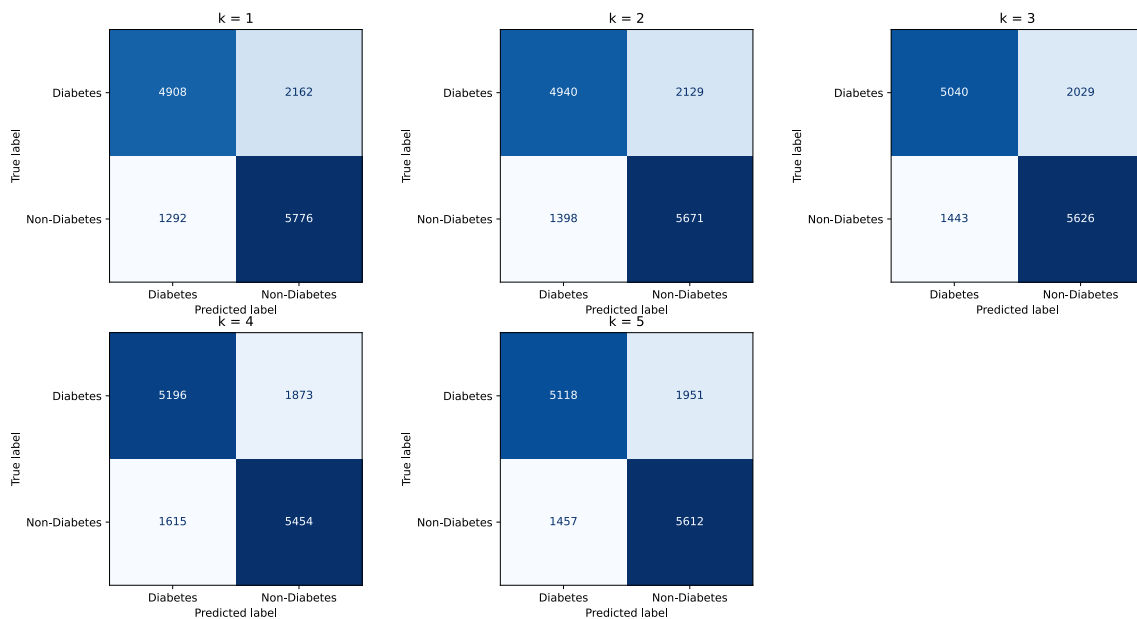 k = 1
True label
Diabetes
4908
2162
Non-Diabetes
1292
5776
Diabetes
Non-Diabetes
Predicted label
k = 2
True label
Diabetes
4940
2129
Non-Diabetes
1398
5671
Diabetes
Non-Diabetes
Predicted label
k = 3
True label
Diabetes
5040
2029
Non-Diabetes
1443
5626
Diabetes
Non-Diabetes
Predicted label
k = 4
True label
Diabetes
5196
1873
Non-Diabetes
1615
5454
Diabetes
Non-Diabetes
Predicted label
k = 5
True label
Diabetes
5118
1951
Non-Diabetes
1457
5612
Diabetes
Non-Diabetes
Predicted label